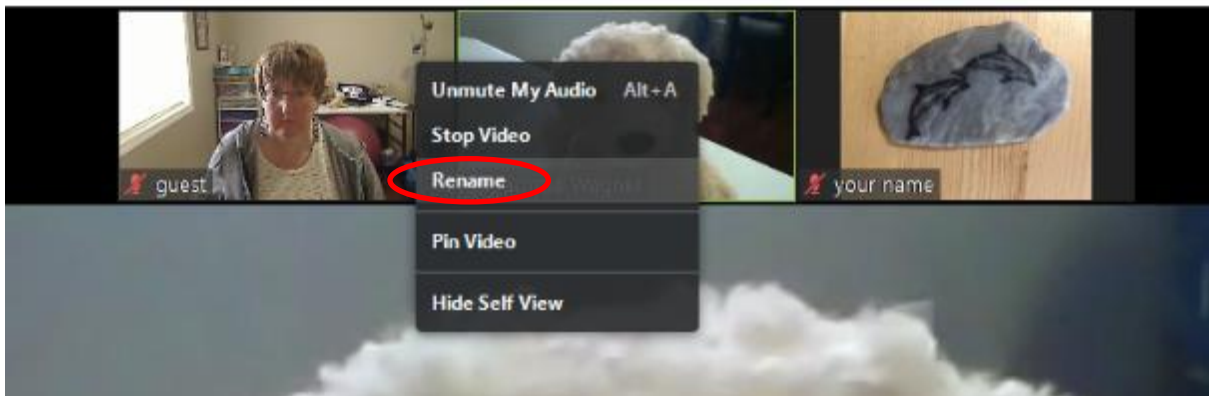 Unmute My Audio Alt+A
Stop Video
guest
Rename
your name
Pin Video
Hide Self View